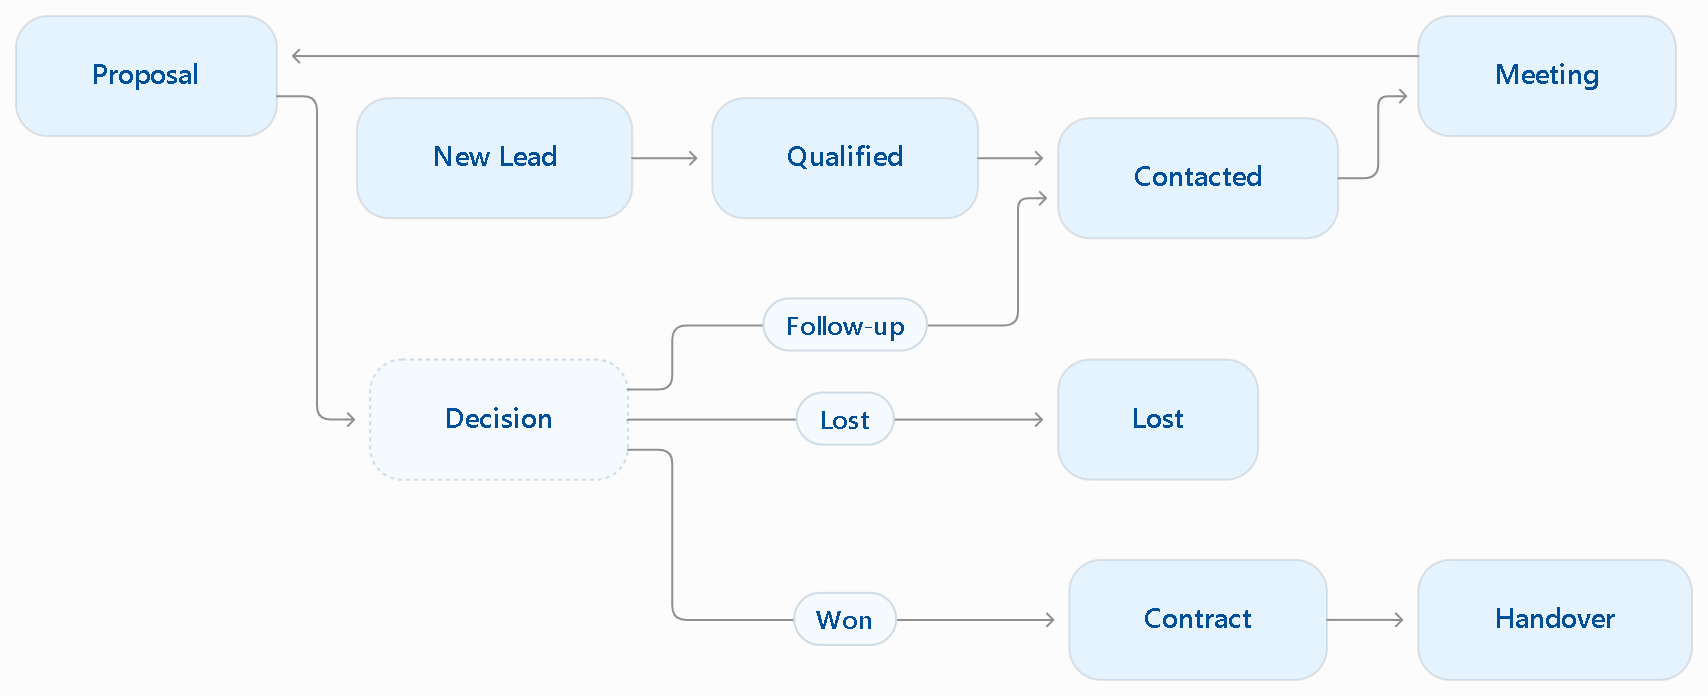 Proposal
Meeting
New Lead
Qualified
Contacted
Follow-up
Decision
Lost
Lost
Won
Contract
Handover